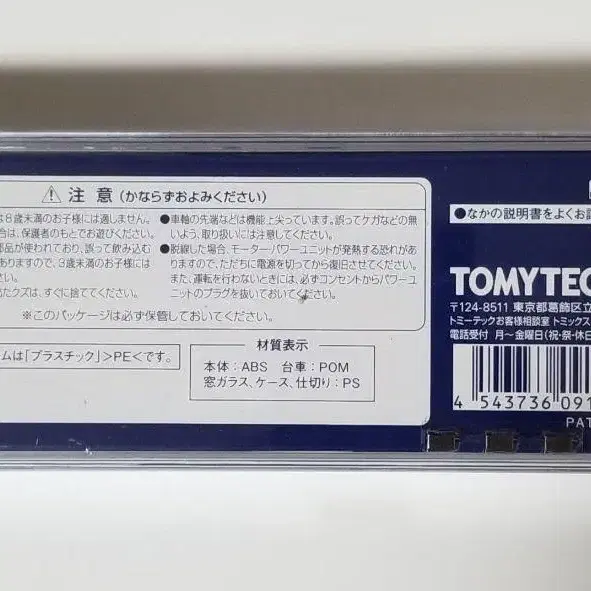 ⚠ 注 意 (かならずおよみください)
は8歳未満のお子様には適しません。
合は、保護者のもとでお遊びください。
部品が使われており、誤って飲み込む
ありますので、3歳未満のお子様には
たクズは、すぐに捨ててください。
●車軸の先端などは機能上尖っています。誤ってケガなどの無
いよう、取り扱いには注意してください。
●脱線した場合、モーターパワーユニットが発熱する恐れがあ
りますので、ただちに電源を切ってから復旧させてください。
また、運転を行わないときには、必ずコンセントからパワーユ
ニットのプラグを抜いておいてください。
※このパッケージは必ず保管しておいてください。
ムは「プラスチック」>PE<です。
材質表示
本体:ABS 台車:POM
窓ガラス、ケース、仕切り:PS
●なかの説明書をよくお読
TOMYTEC
〒124-8511 東京都葛飾区立
トミーテックお客様相談室 トミックス
電話受付 月〜金曜日(祝・祭・休日
4 543736 091
PAT